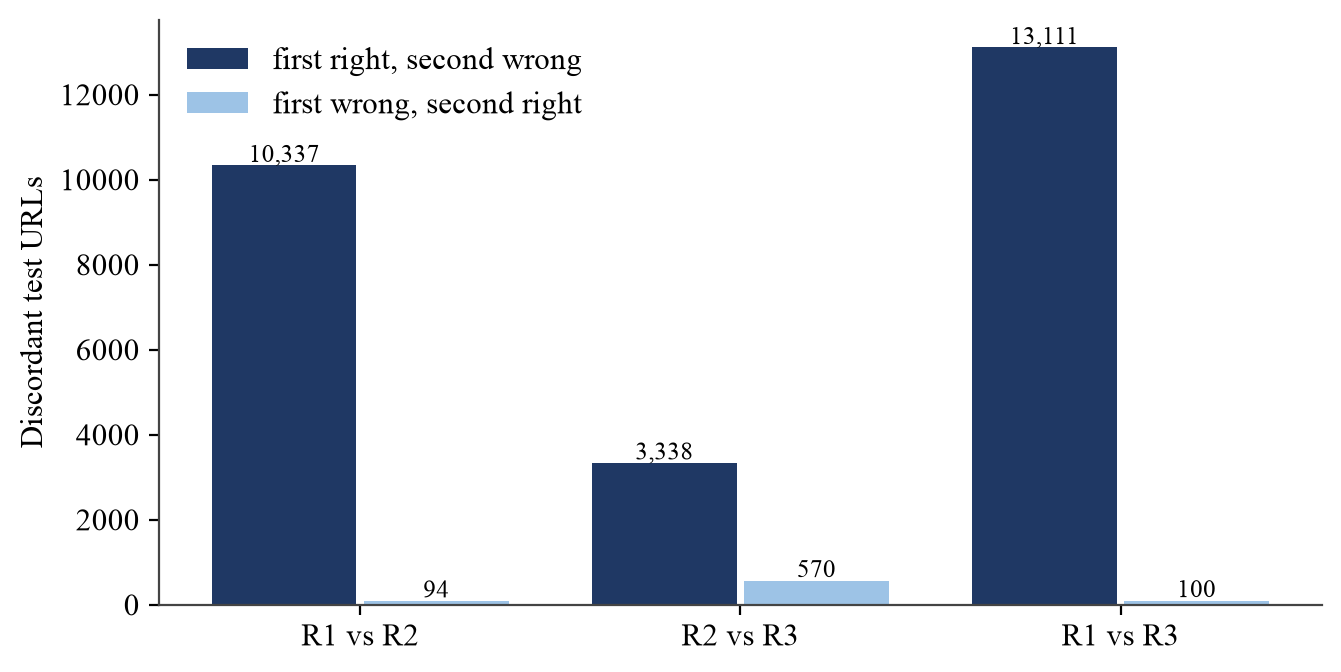 first right, second wrong
first wrong, second right
Discordant test URLs
12000
10000
8000
6000
4000
2000
0
10,337
94
3,338
570
13,111
100
R1 vs R2
R2 vs R3
R1 vs R3